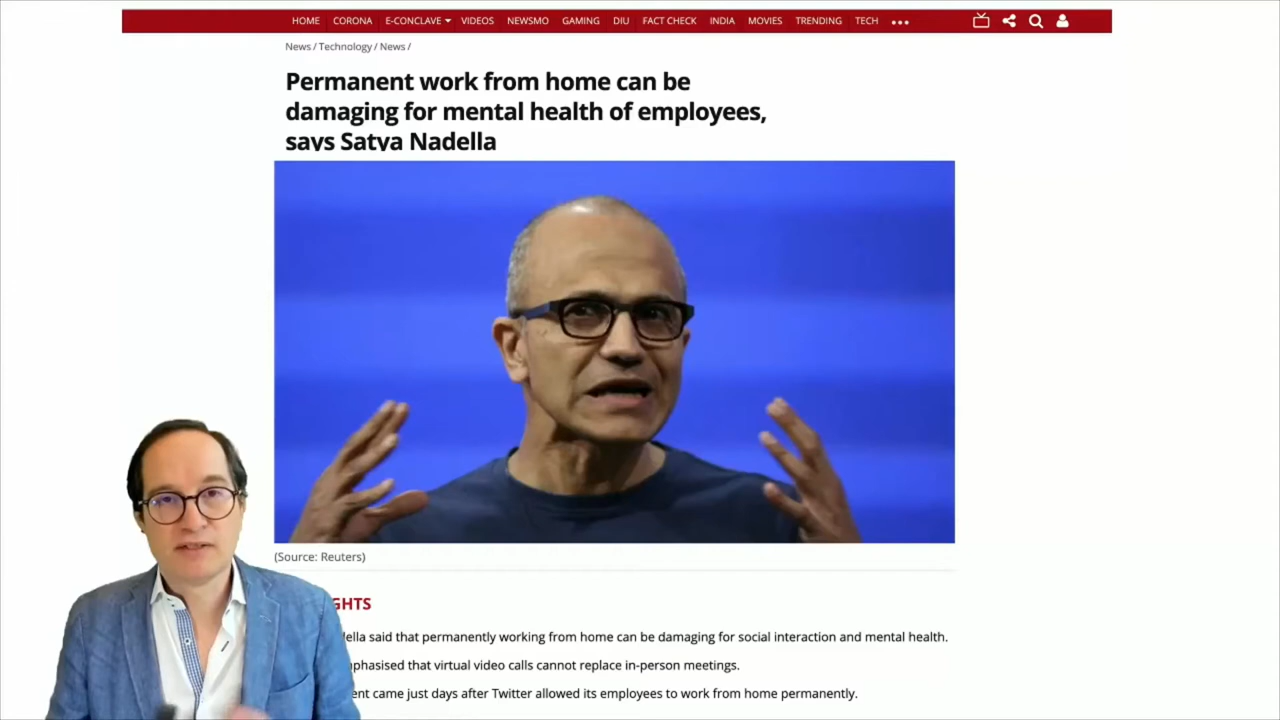 HOME CORONA E-CONCLAVE VIDEOS NEWSMO GAMING DIU FACT CHECK INDIA MOVIES TRENDING TECH
News / Technology / News /
Permanent work from home can be
damaging for mental health of employees,
says Satya Nadella
(Source: Reuters)
GHTS
ella said that permanently working from home can be damaging for social interaction and mental health.
phasised that virtual video calls cannot replace in-person meetings.
ent came just days after Twitter allowed its employees to work from home permanently.